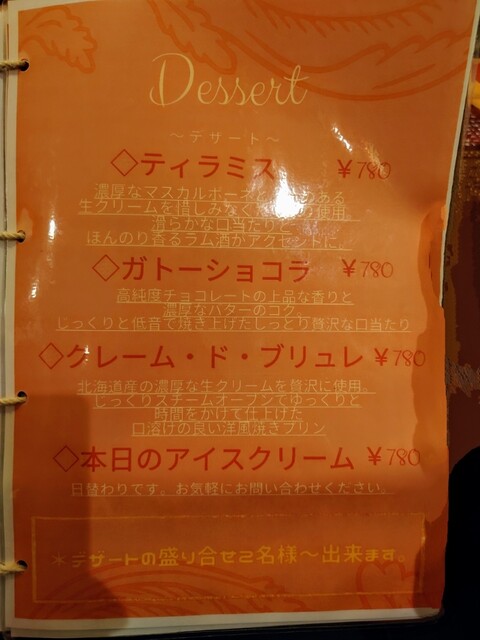 Dessert
～デザート～
◇ティラミス ￥780
濃厚なマスカルポーネ ある
生クリームを惜しみなく 使用。
滑らかな口当たりと
ほんのり香るラム酒がアクセントに。
◇ガトーショコラ ￥780
高純度チョコレートの上品な香りと
濃厚なバターのコク。
じっくりと低音で焼き上げたしっとり贅沢な口当たり
◇クレーム・ド・ブリュレ ￥780
北海道産の濃厚な生クリームを贅沢に使用。
じっくりスチームオーブンでゆっくりと
時間をかけて仕上げた
口溶けの良い洋風焼きプリン
◇本日のアイスクリーム ￥780
日替わりです。お気軽にお問い合わせください。
＊デザートの盛り合せ2名様～出来ます。